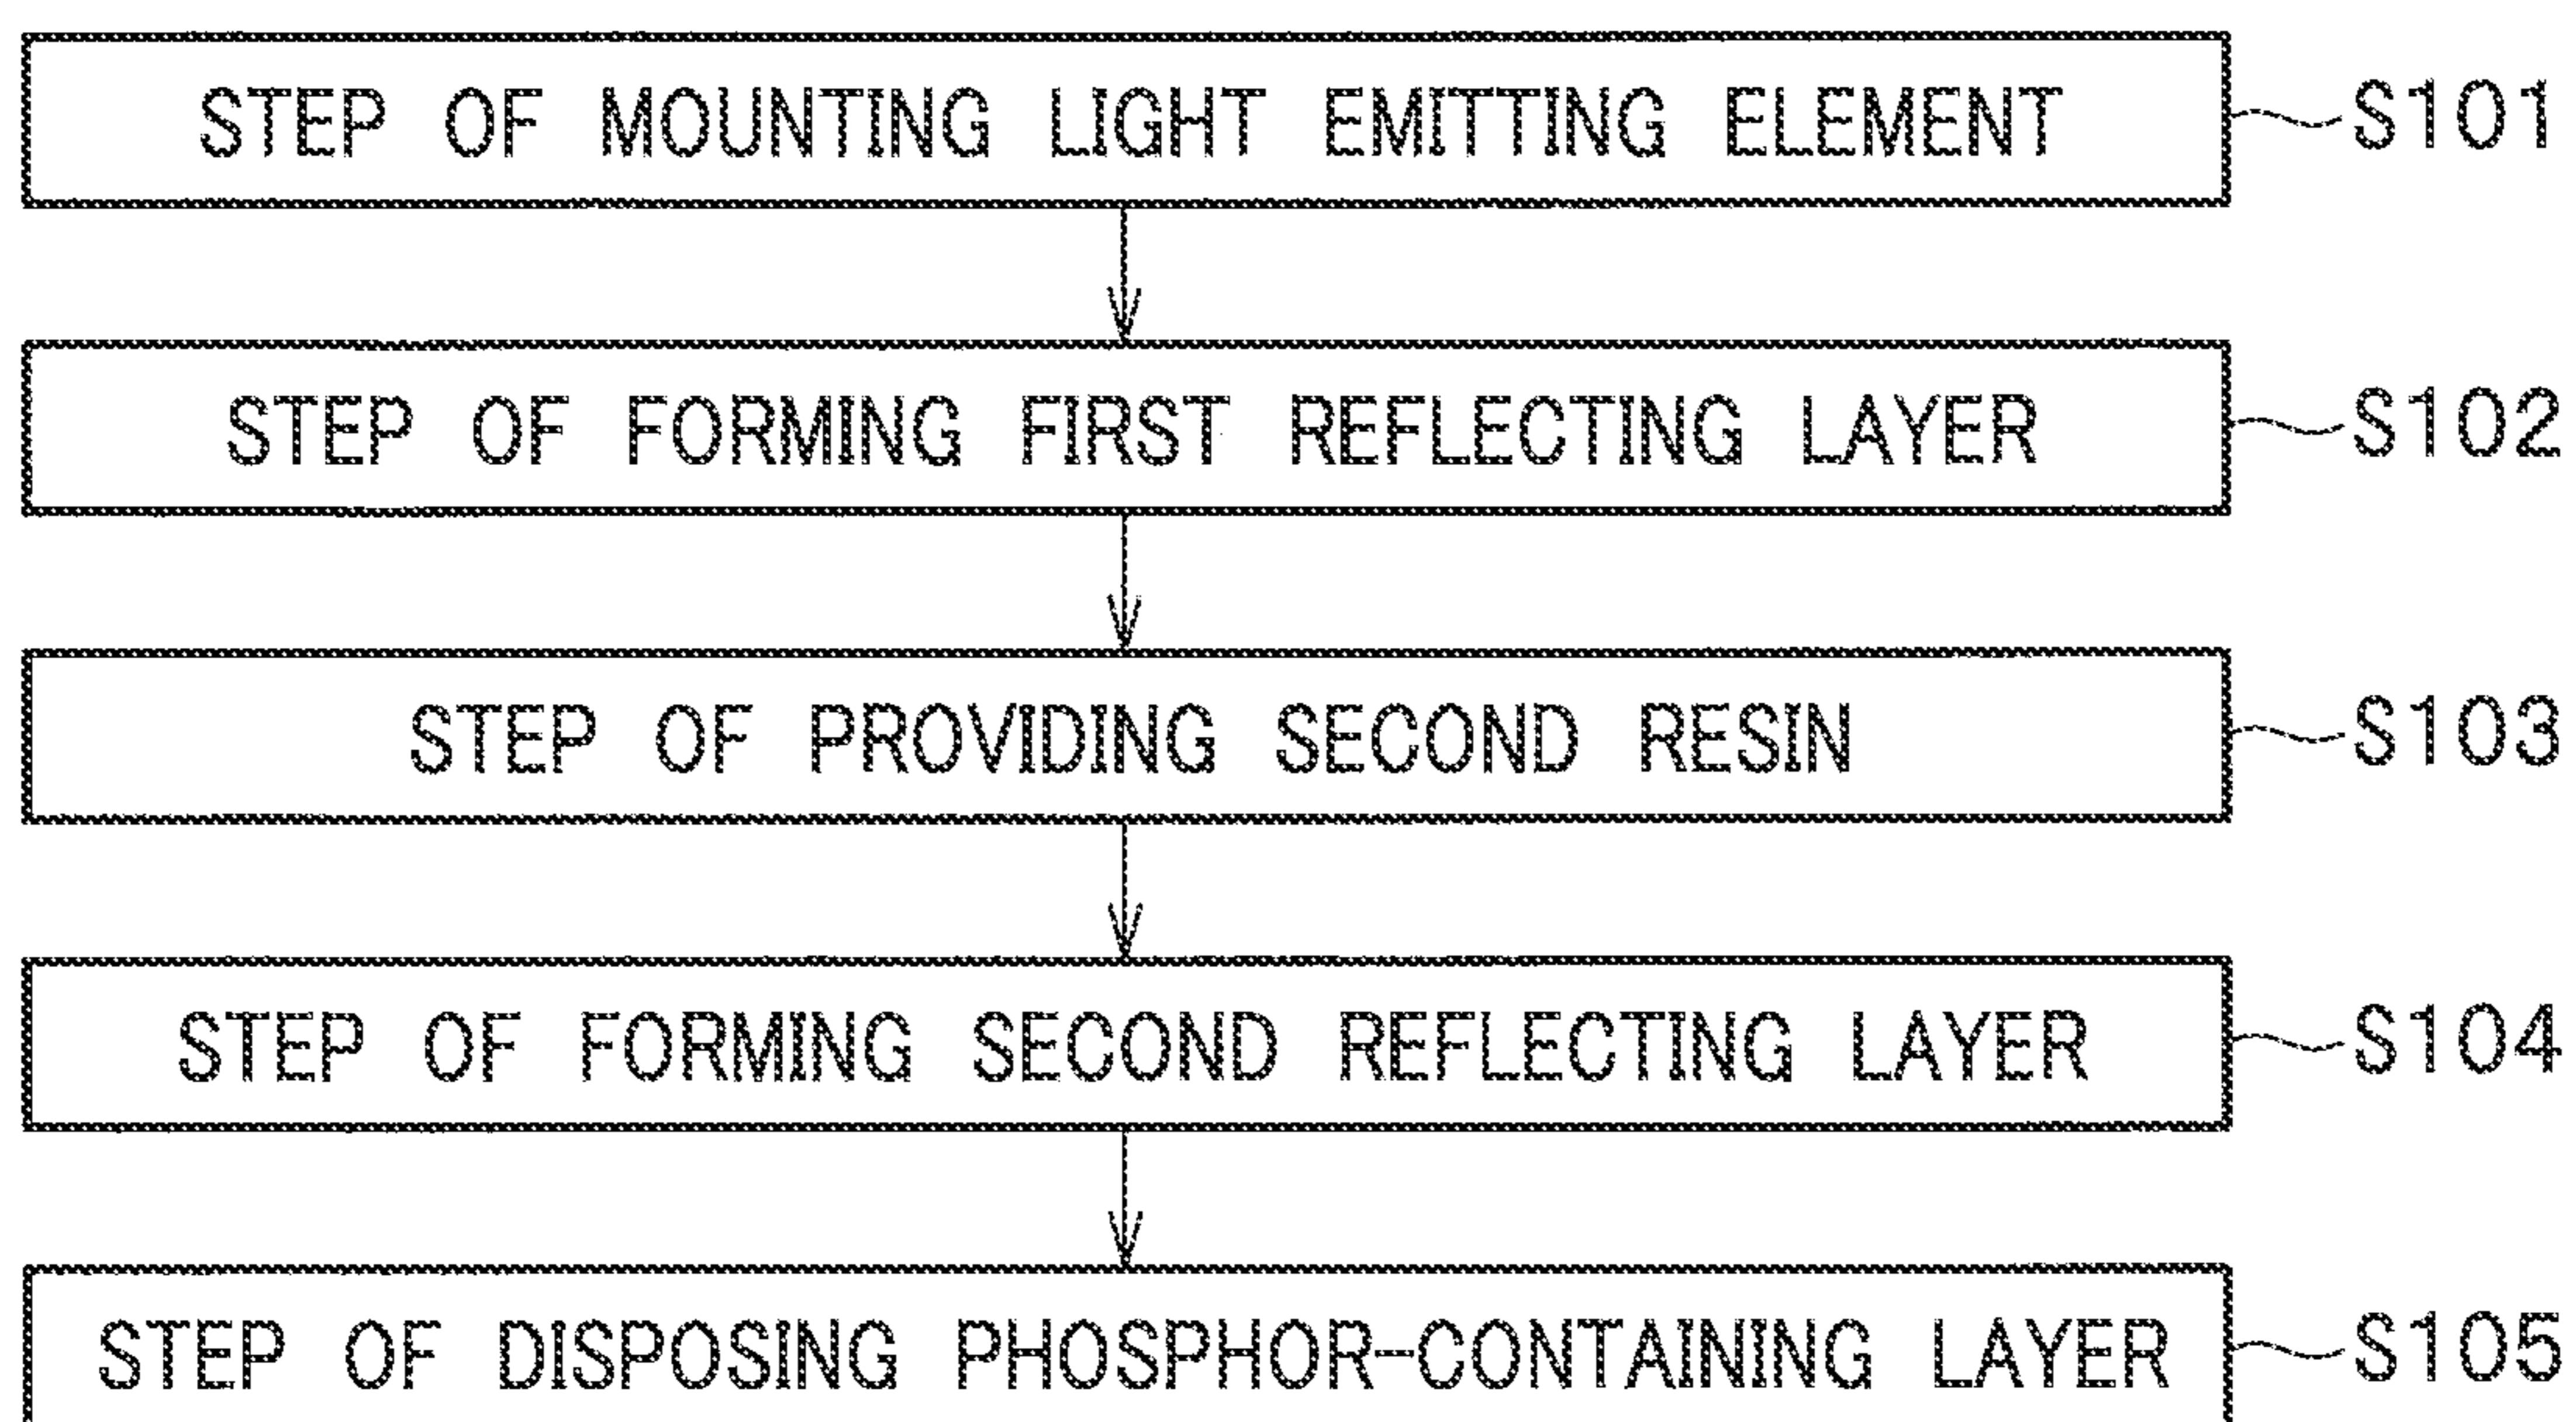 STEP OF MOUNTING LIGHT EMITTING ELEMENT S101
STEP OF FORMING FIRST REFLECTING LAYER S102
STEP OF PROVIDING SECOND RESIN S103
STEP OF FORMING SECOND REFLECTING LAYER S104
STEP OF DISPOSING PHOSPHOR-CONTAINING LAYER S105